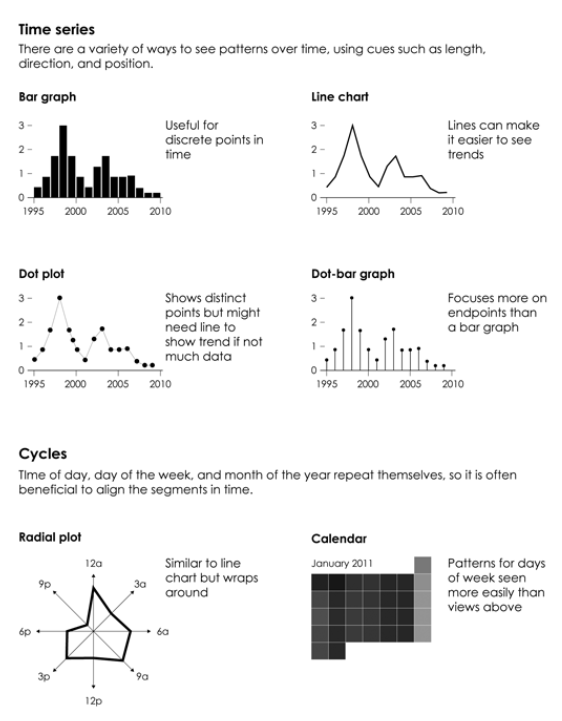 Time series
There are a variety of ways to see patterns over time, using cues such as length,
direction, and position.
Bar graph
3
2
1
0
1995 2000 2005 2010
Useful for
discrete points in
time
Line chart
3
2
1
0
1995 2000 2005 2010
Lines can make
it easier to see
trends
Dot plot
3
2
1
0
1995 2000 2005 2010
Shows distinct
points but might
need line to
show trend if not
much data
Dot-bar graph
3
2
1
0
1995 2000 2005 2010
Focuses more on
endpoints than
a bar graph
Cycles
TIme of day, day of the week, and month of the year repeat themselves, so it is often
beneficial to align the segments in time.
Radial plot
12a
9p 3a
6p 6a
3p 9a
12p
Similar to line
chart but wraps
around
Calendar
January 2011
Patterns for days
of week seen
more easily than
views above